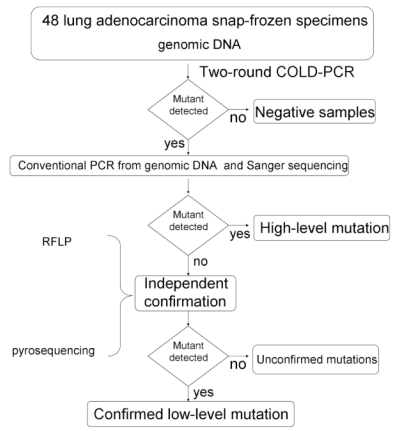 48 lung adenocarcinoma snap-frozen specimens
genomic DNA
Two-round COLD-PCR
Mutant
detected
no
Negative samples
yes
Conventional PCR from genomic DNA and Sanger sequencing
Mutant
detected
yes
High-level mutation
no
RFLP
Independent
confirmation
pyrosequencing
Mutant
detected
no
Unconfirmed mutations
yes
Confirmed low-level mutation